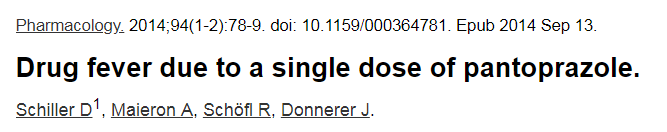 Pharmacology. 2014;94(1-2):78-9. doi: 10.1159/000364781. Epub 2014 Sep 13.
Drug fever due to a single dose of pantoprazole.
Schiller D1, Maieron A, Schöfl R, Donnerer J.